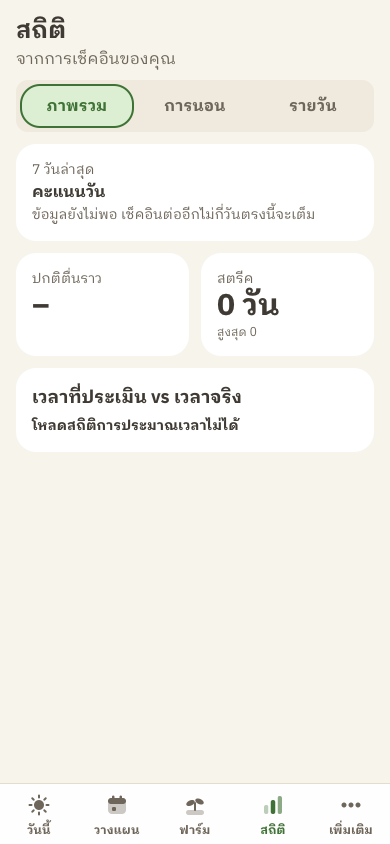 สถิติ
จากการเช็คอินของคุณ
ภาพรวม การนอน รายวัน
7 วันล่าสุด
คะแนนวัน
ข้อมูลยังไม่พอ เช็คอินต่ออีกไม่กี่วันตรงนี้จะเต็ม
ปกติตื่นราว
–
สตรีค
0 วัน
สูงสุด 0
เวลาที่ประเมิน vs เวลาจริง
โหลดสถิติการประมาณเวลาไม่ได้
วันนี้ วางแผน ฟาร์ม สถิติ เพิ่มเติม